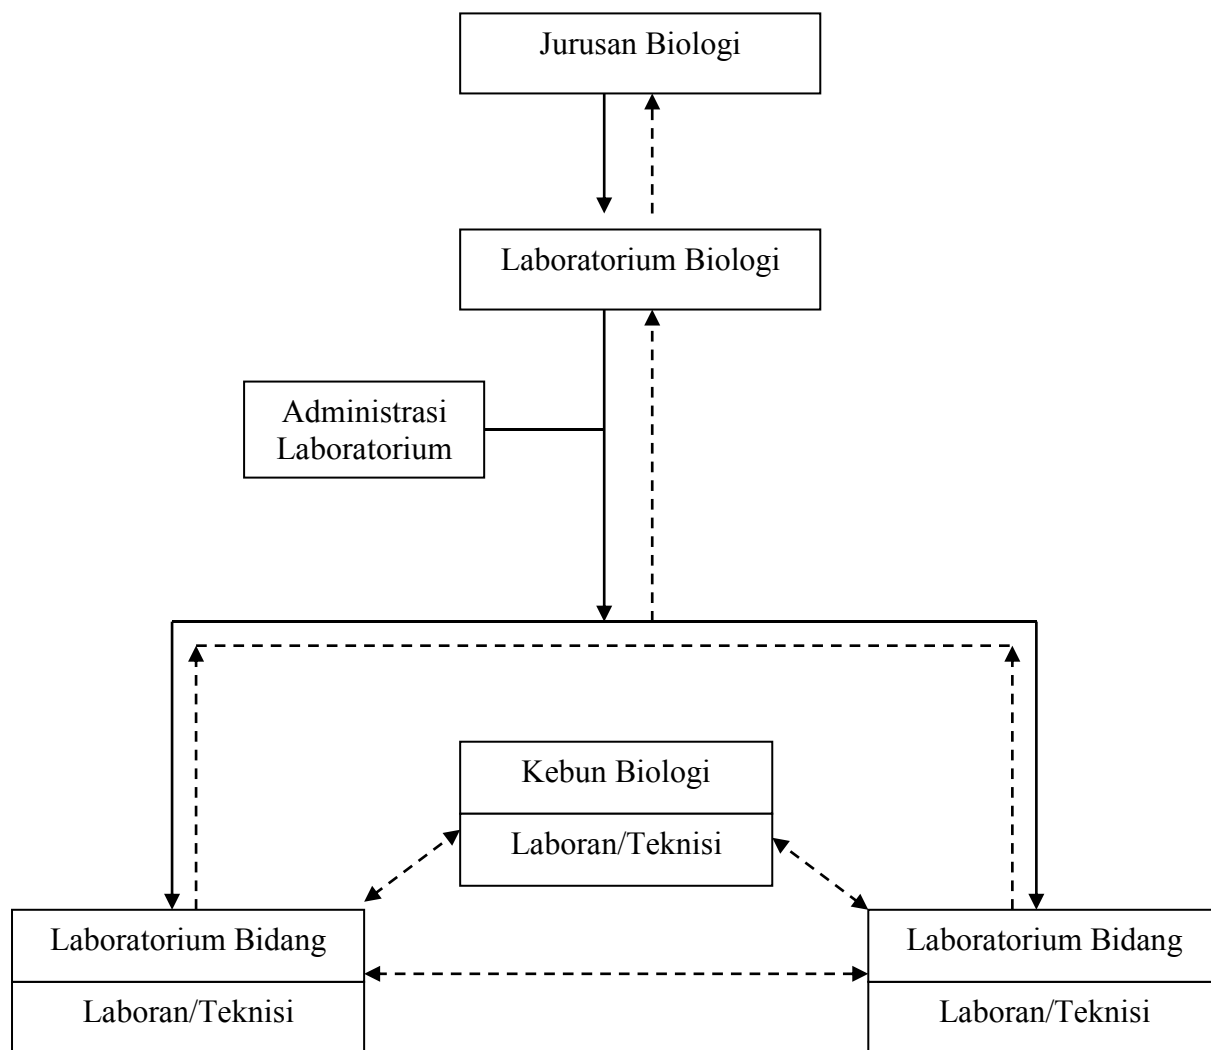 Jurusan Biologi
Laboratorium Biologi
Administrasi
Laboratorium
Kebun Biologi
Laboran/Teknisi
Laboratorium Bidang
Laboran/Teknisi
Laboratorium Bidang
Laboran/Teknisi